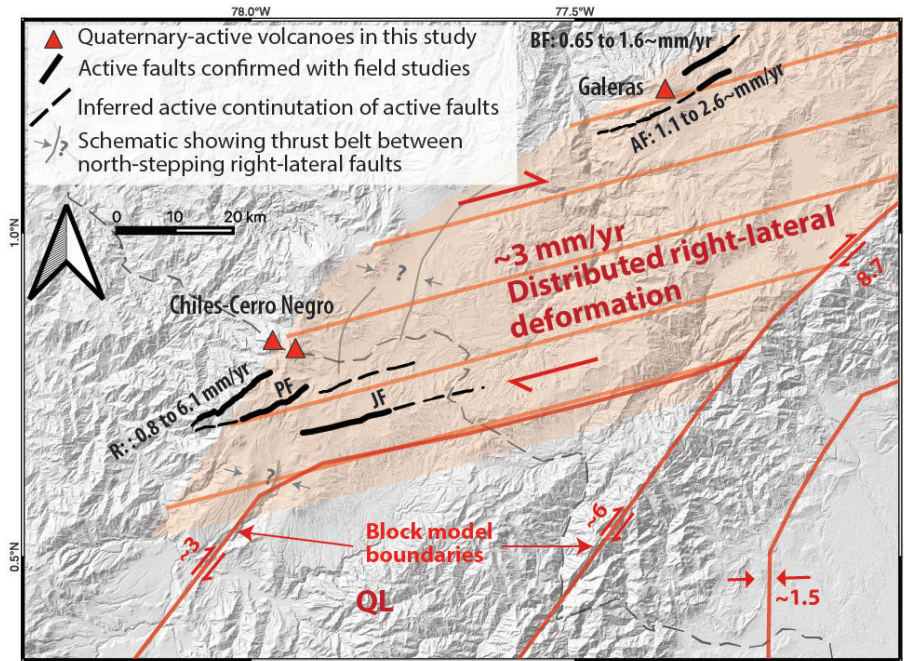 78.0°W
77.5°W
Quaternary-active volcanoes in this study
Active faults confirmed with field studies
Inferred active continutation of active faults
?
Schematic showing thrust belt between
north-stepping right-lateral faults
0 10 20 km
BF: 0.65 to 1.6~mm/yr
Galeras
AF: 1.1 to 2.6~mm/yr
1.0°N
?
~3 mm/yr
Distributed right-lateral
deformation
8.7
Chiles-Cerro Negro
R: :0.8 to 6.1 mm/yr
PF
JF
?
0.5°N
~3
Block model
boundaries
~6
QL
~1.5